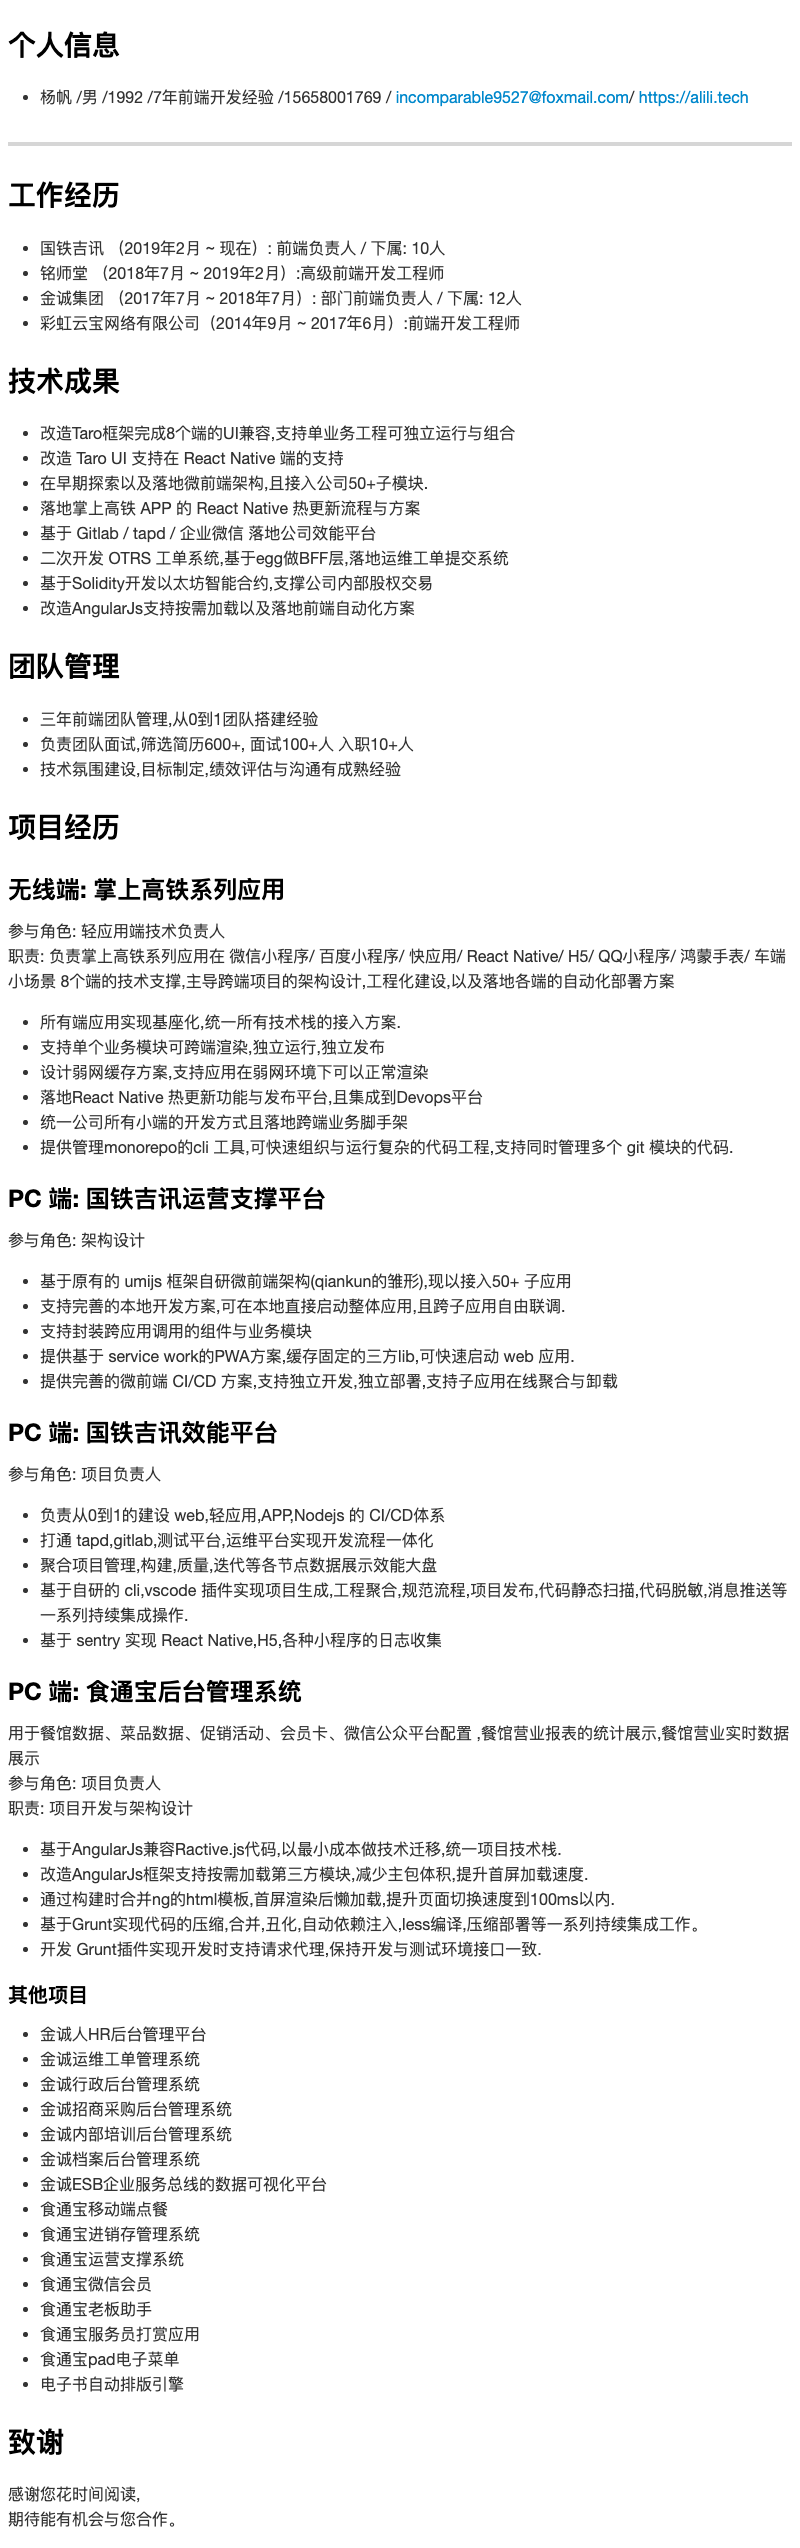 个人信息
杨帆 /男 /1992 /7年前端开发经验 /15658001769 / incomparable9527@foxmail.com/ https://alili.tech
工作经历
国铁吉讯 （2019年2月 ~ 现在）: 前端负责人 / 下属: 10人
铭师堂 （2018年7月 ~ 2019年2月）:高级前端开发工程师
金诚集团 （2017年7月 ~ 2018年7月）: 部门前端负责人 / 下属: 12人
彩虹云宝网络有限公司（2014年9月 ~ 2017年6月）:前端开发工程师
技术成果
改造Taro框架完成8个端的UI兼容,支持单业务工程可独立运行与组合
改造 Taro UI 支持在 React Native 端的支持
在早期探索以及落地微前端架构,且接入公司50+子模块.
落地掌上高铁 APP 的 React Native 热更新流程与方案
基于 Gitlab / tapd / 企业微信 落地公司效能平台
二次开发 OTRS 工单系统,基于egg做BFF层,落地运维工单提交系统
基于Solidity开发以太坊智能合约,支撑公司内部股权交易
改造AngularJs支持按需加载以及落地前端自动化方案
团队管理
三年前端团队管理,从0到1团队搭建经验
负责团队面试,筛选简历600+, 面试100+人 入职10+人
技术氛围建设,目标制定,绩效评估与沟通有成熟经验
项目经历
无线端: 掌上高铁系列应用
参与角色: 轻应用端技术负责人
职责: 负责掌上高铁系列应用在 微信小程序/ 百度小程序/ 快应用/ React Native/ H5/ QQ小程序/ 鸿蒙手表/ 车端
小场景 8个端的技术支撑,主导跨端项目的架构设计,工程化建设,以及落地各端的自动化部署方案
所有端应用实现基座化,统一所有技术栈的接入方案.
支持单个业务模块可跨端渲染,独立运行,独立发布
设计弱网缓存方案,支持应用在弱网环境下可以正常渲染
落地React Native 热更新功能与发布平台,且集成到Devops平台
统一公司所有小端的开发方式且落地跨端业务脚手架
提供管理monorepo的cli 工具,可快速组织与运行复杂的代码工程,支持同时管理多个 git 模块的代码.
PC 端: 国铁吉讯运营支撑平台
参与角色: 架构设计
基于原有的 umijs 框架自研微前端架构(qiankun的雏形),现以接入50+ 子应用
支持完善的本地开发方案,可在本地直接启动整体应用,且跨子应用自由联调.
支持封装跨应用调用的组件与业务模块
提供基于 service work的PWA方案,缓存固定的三方lib,可快速启动 web 应用.
提供完善的微前端 CI/CD 方案,支持独立开发,独立部署,支持子应用在线聚合与卸载
PC 端: 国铁吉讯效能平台
参与角色: 项目负责人
负责从0到1的建设 web,轻应用,APP,Nodejs 的 CI/CD体系
打通 tapd,gitlab,测试平台,运维平台实现开发流程一体化
聚合项目管理,构建,质量,迭代等各节点数据展示效能大盘
基于自研的 cli,vscode 插件实现项目生成,工程聚合,规范流程,项目发布,代码静态扫描,代码脱敏,消息推送等
一系列持续集成操作.
基于 sentry 实现 React Native,H5,各种小程序的日志收集
PC 端: 食通宝后台管理系统
用于餐馆数据、菜品数据、促销活动、会员卡、微信公众平台配置 ,餐馆营业报表的统计展示,餐馆营业实时数据
展示
参与角色: 项目负责人
职责: 项目开发与架构设计
基于AngularJs兼容Ractive.js代码,以最小成本做技术迁移,统一项目技术栈.
改造AngularJs框架支持按需加载第三方模块,减少主包体积,提升首屏加载速度.
通过构建时合并ng的html模板,首屏渲染后懒加载,提升页面切换速度到100ms以内.
基于Grunt实现代码的压缩,合并,丑化,自动依赖注入,less编译,压缩部署等一系列持续集成工作。
开发 Grunt插件实现开发时支持请求代理,保持开发与测试环境接口一致.
其他项目
金诚人HR后台管理平台
金诚运维工单管理系统
金诚行政后台管理系统
金诚招商采购后台管理系统
金诚内部培训后台管理系统
金诚档案后台管理系统
金诚ESB企业服务总线的数据可视化平台
食通宝移动端点餐
食通宝进销存管理系统
食通宝运营支撑系统
食通宝微信会员
食通宝老板助手
食通宝服务员打赏应用
食通宝pad电子菜单
电子书自动排版引擎
致谢
感谢您花时间阅读,
期待能有机会与您合作。